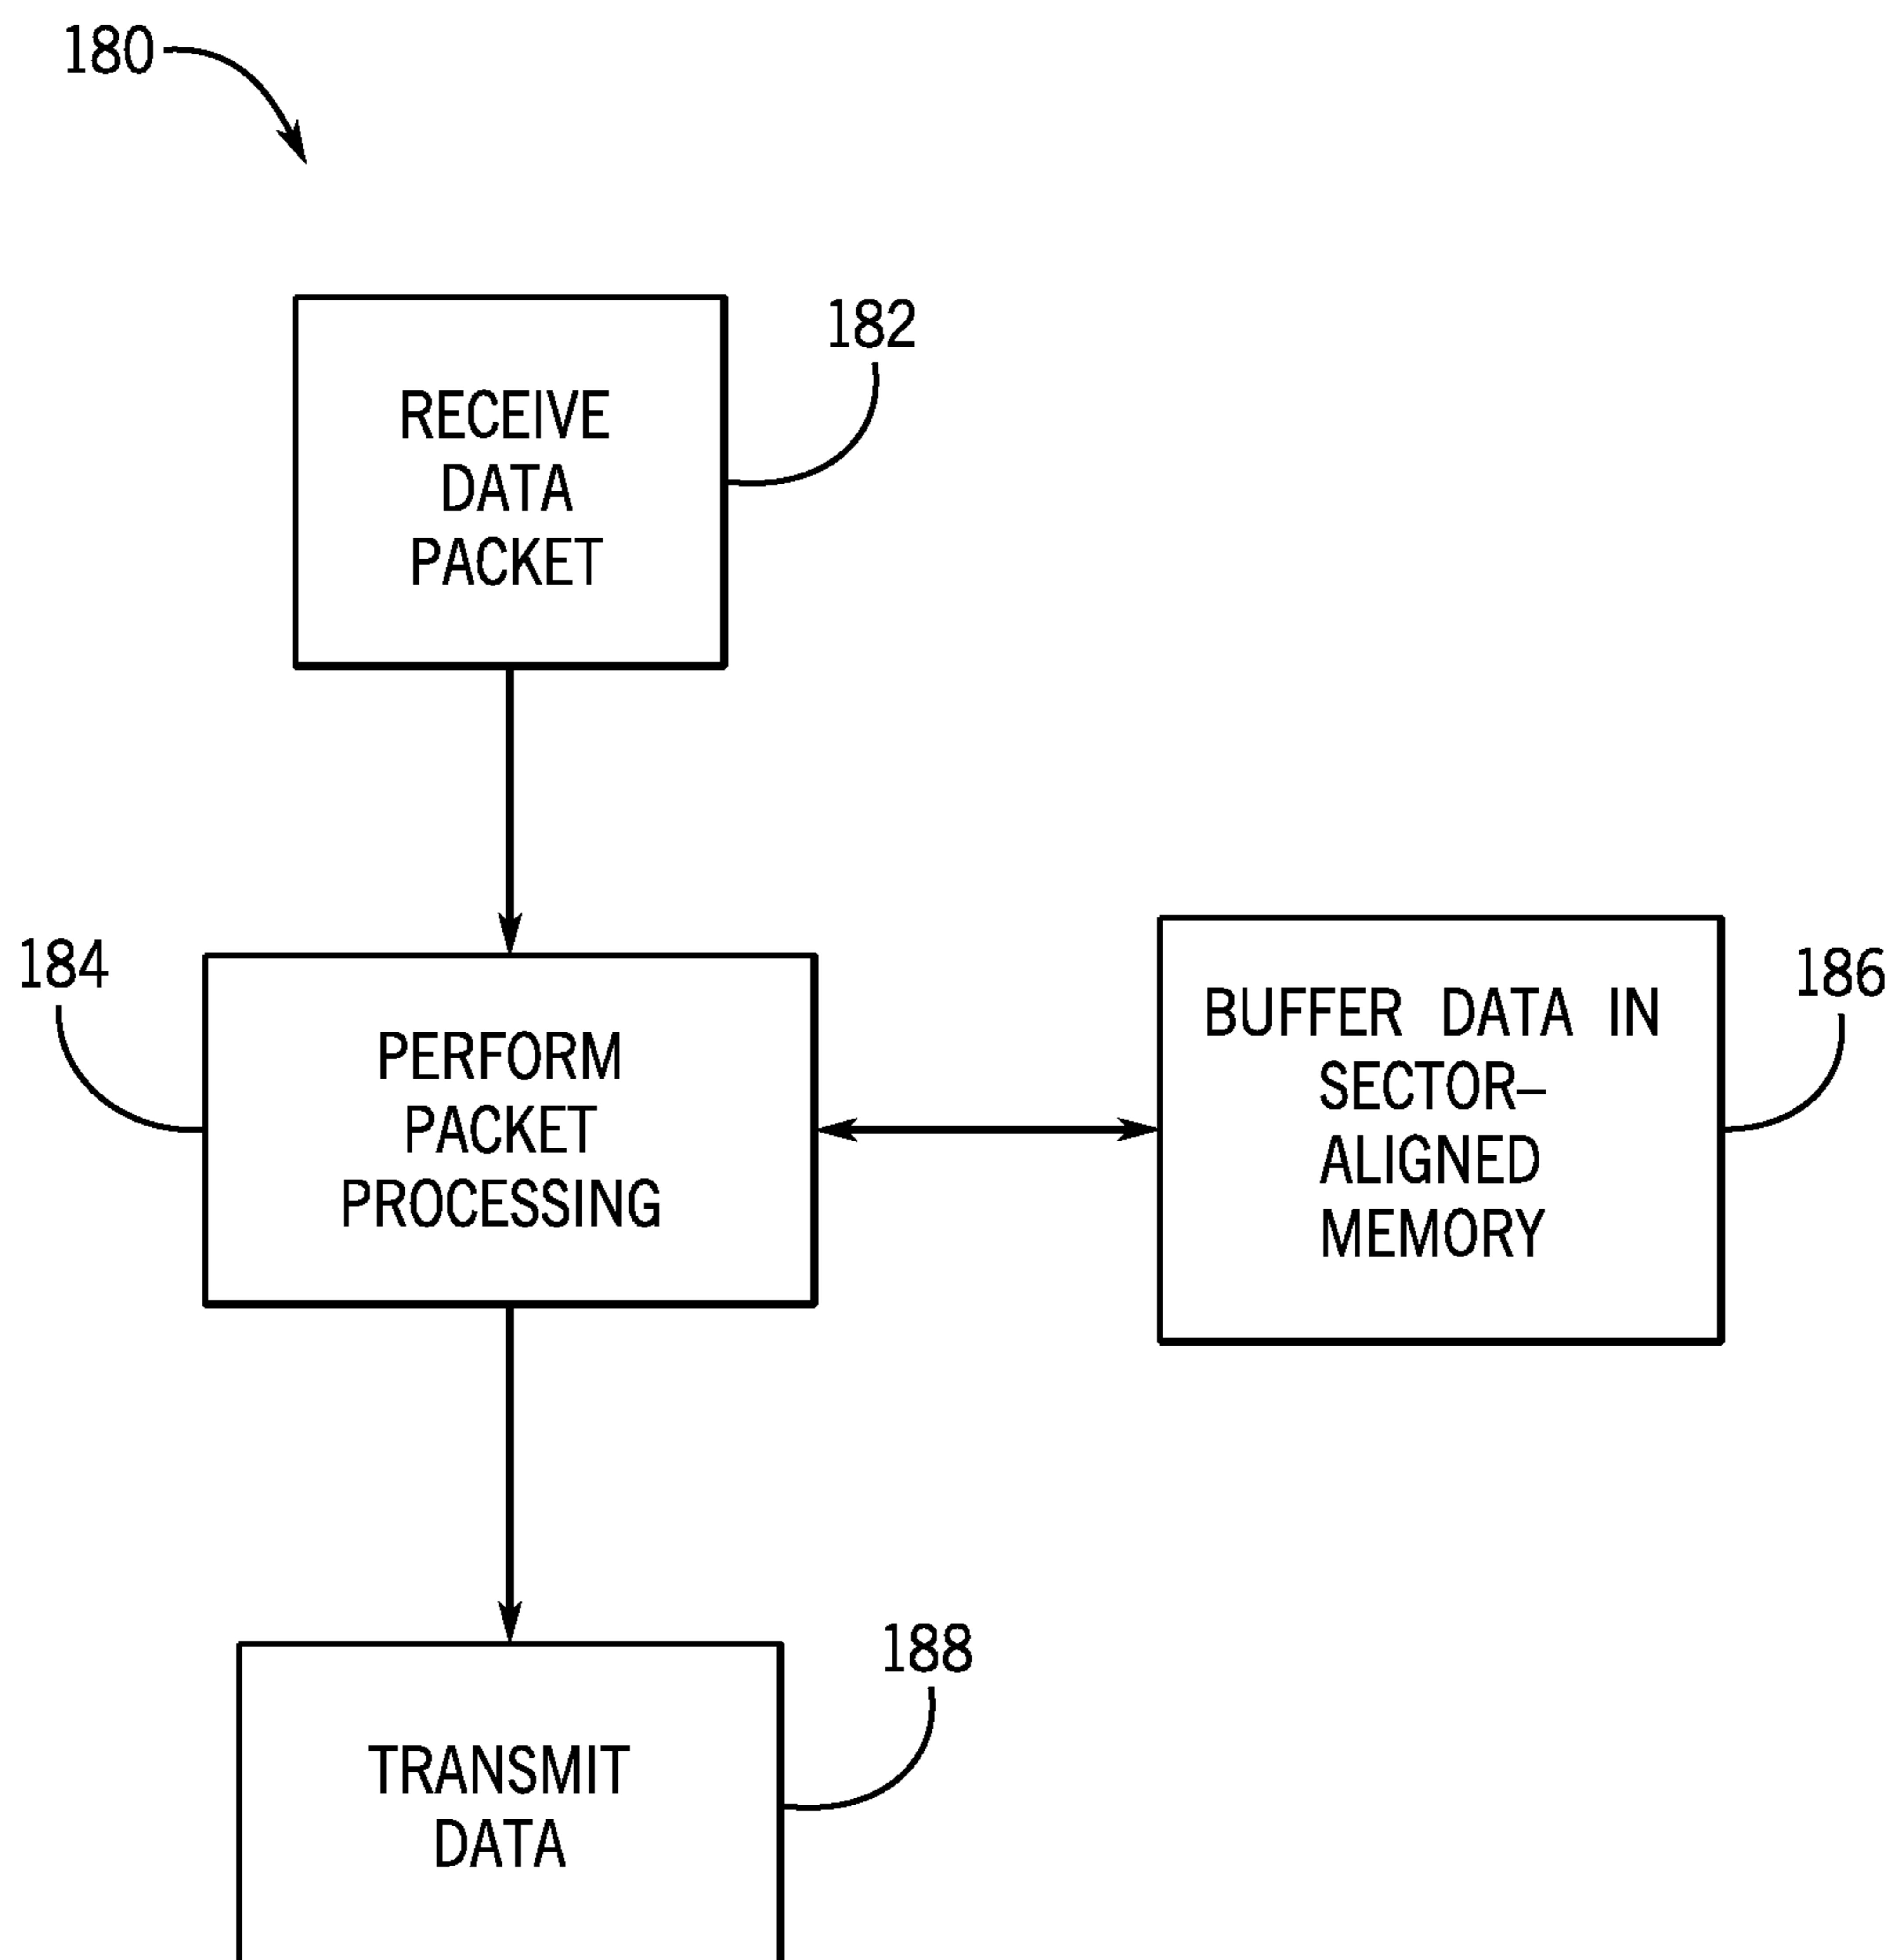 180
182
RECEIVE
DATA
PACKET
184
PERFORM
PACKET
PROCESSING
186
BUFFER DATA IN
SECTOR–
ALIGNED
MEMORY
188
TRANSMIT
DATA